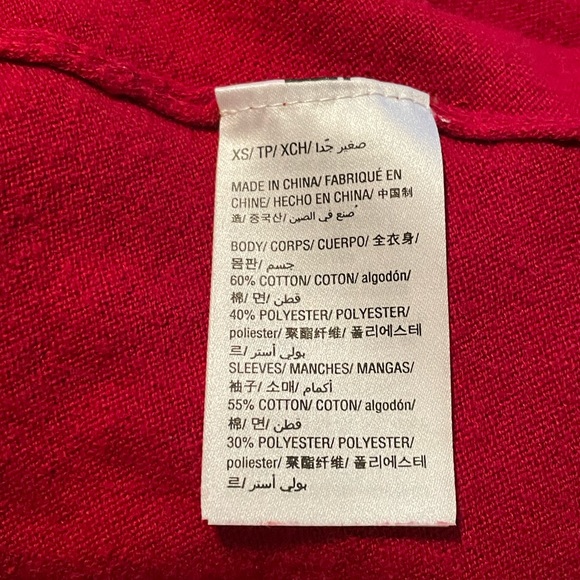 XS/ TP/ XCH/ صغير جّدا
MADE IN CHINA/ FABRIQUÉ EN
CHINE/ HECHO EN CHINA/ 中国制
造/ 중국산/ صنع في الصين
BODY/ CORPS/ CUERPO/ 全衣身/
몸판/ جسم
60% COTTON/ COTON/ algodón/
棉/ 면/ قطن
40% POLYESTER/ POLYESTER/
poliester/ 聚酯纤维/ 폴리에스테
르/ بولي أستر
SLEEVES/ MANCHES/ MANGAS/
袖子/ 소매/ أكمام
55% COTTON/ COTON/ algodón/
棉/ 면/ قطن
30% POLYESTER/ POLYESTER/
poliester/ 聚酯纤维/ 폴리에스테
르/ بولي أستر